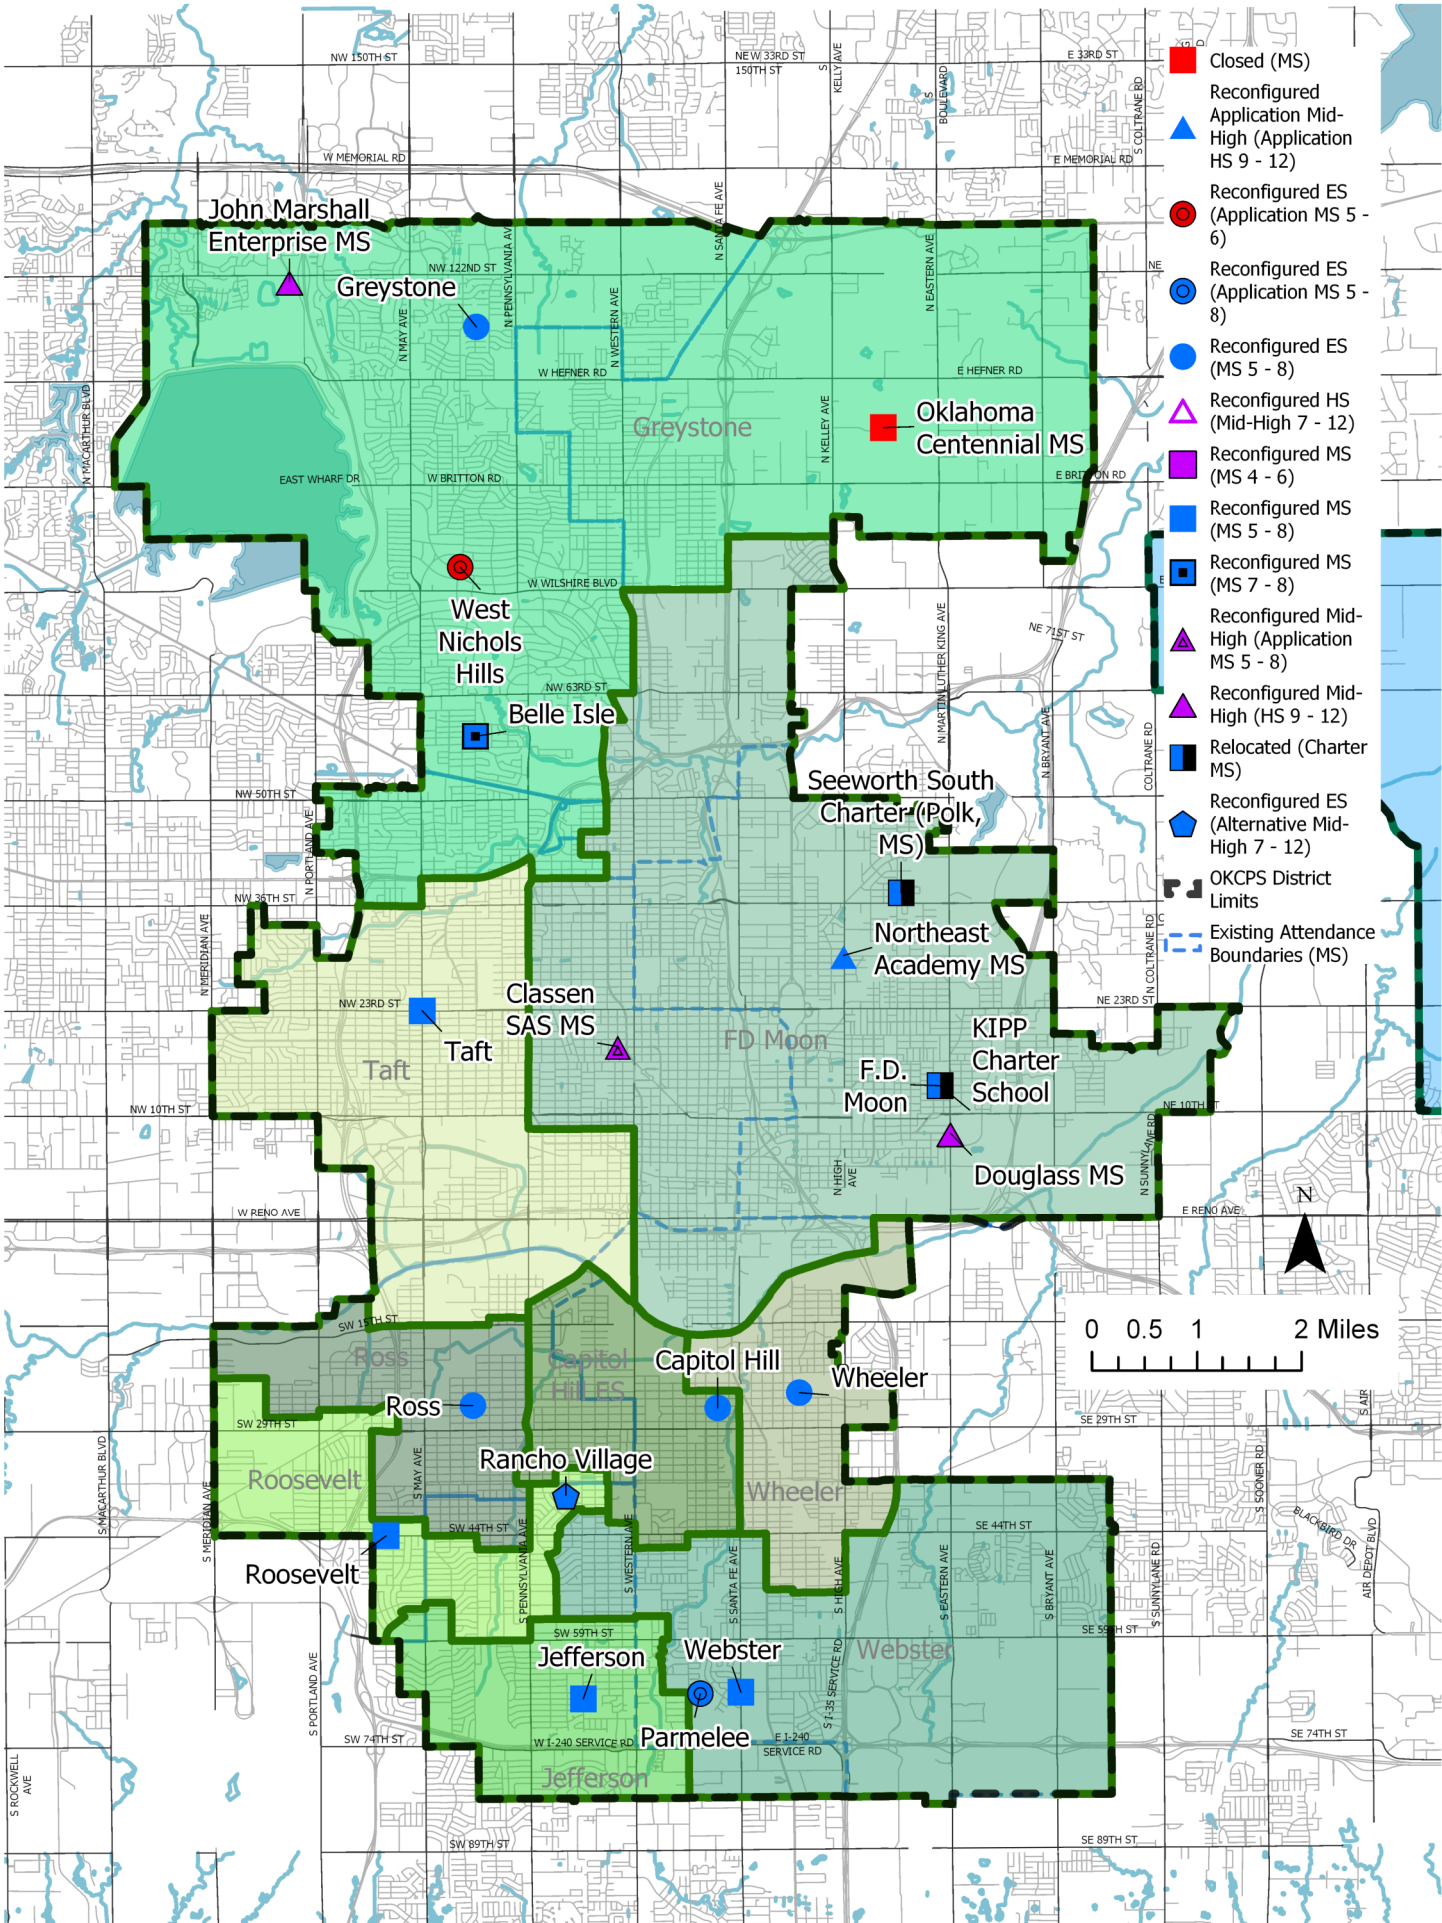 NW 150TH ST
NE W 33RD ST
150TH ST
S
KELLY AVE
S
BOULEVARD
E 33RD ST
S COLTRANE RD
D
W MEMORIAL RD
E MEMORIAL RD
Closed (MS)
Reconfigured
Application Mid-
High (Application
HS 9 - 12)
Reconfigured ES
(Application MS 5 -
6)
Reconfigured ES
(Application MS 5 -
8)
Reconfigured ES
(MS 5 - 8)
Reconfigured HS
(Mid-High 7 - 12)
Reconfigured MS
(MS 4 - 6)
Reconfigured MS
(MS 5 - 8)
Reconfigured MS
(MS 7 - 8)
Reconfigured Mid-
High (Application
MS 5 - 8)
Reconfigured Mid-
High (HS 9 - 12)
Relocated (Charter
MS)
Reconfigured ES
(Alternative Mid-
High 7 - 12)
OKCPS District
Limits
Existing Attendance
Boundaries (MS)
John Marshall
Enterprise MS
N PENNSYLVANIA AVE
N SANTA FE AVE
N EASTERN AVE
NW 122ND ST
NE
Greystone
N MAY AVE
N WESTERN AVE
W HEFNER RD
E HEFNER RD
N MACARTHUR BLVD
Greystone
N KELLEY AVE
Oklahoma
Centennial MS
EAST WHARF DR
W BRITTON RD
E BRITTON RD
W WILSHIRE BLVD
West
Nichols
Hills
N MARTIN LUTHER KING AVE
NE 71ST ST
NW 63RD ST
Belle Isle
N BRYANT AVE
COLTRANE RD
NW 50TH ST
Seeworth South
Charter (Polk,
MS)
N PORTLAND AVE
NW 36TH ST
N MERIDIAN AVE
Northeast
Academy MS
N COLTRANE RD
NW 23RD ST
Classen
SAS MS
NE 23RD ST
Taft
Taft
FD Moon
KIPP
Charter
School
F.D.
Moon
NW 10TH ST
NE 10TH ST
N HIGH
AVE
Douglass MS
N SUNNYLANE RD
W RENO AVE
E RENO AVE
N
SW 15TH ST
0 0.5 1 2 Miles
Ross
Capitol
Hill ES
Capitol Hill
Wheeler
Ross
SW 29TH ST
SE 29TH ST
S AIR
Rancho Village
S MACARTHUR BLVD
S MERIDIAN AVE
S MAY AVE
Roosevelt
Wheeler
S SOONER RD
SW 44TH ST
SE 44TH ST
BLACKBIRD DR
AIR DEPOT BLVD
Roosevelt
S PENNSYLVANIA AVE
S WESTERN AVE
S SANTA FE AVE
S HIGH AVE
S EASTERN AVE
S BRYANT AVE
S SUNNYLANE RD
SW 59TH ST
SE 59TH ST
Jefferson
Webster
Webster
S PORTLAND AVE
S I-35 SERVICE RD
Parmelee
SW 74TH ST
W I-240 SERVICE RD
E I-240
SERVICE RD
SE 74TH ST
S ROCKWELL
AVE
Jefferson
SW 89TH ST
SE 89TH ST